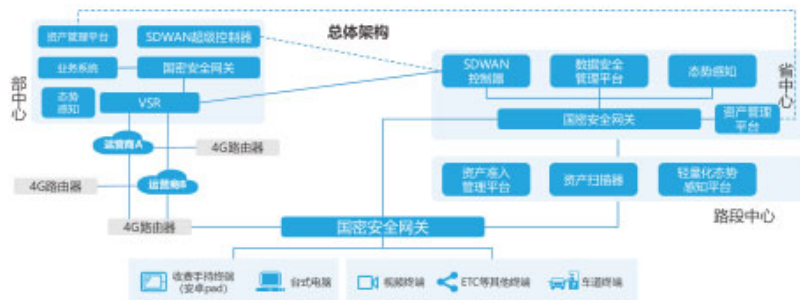 总体架构
资产管理平台
SDWAN超级控制器
业务系统
国密安全网关
态势
感知
VSR
部中心
运营商A
4G路由器
4G路由器
运营商B
4G路由器
SDWAN
控制器
数据安全
管理平台
态势感知
省中心
国密安全网关
资产管理
平台
资产准入
管理平台
资产扫描器
轻量化态势
感知平台
路段中心
国密安全网关
收费手持终端
(安卓pad)
台式电脑
视频终端
ETC等其他终端
车道终端